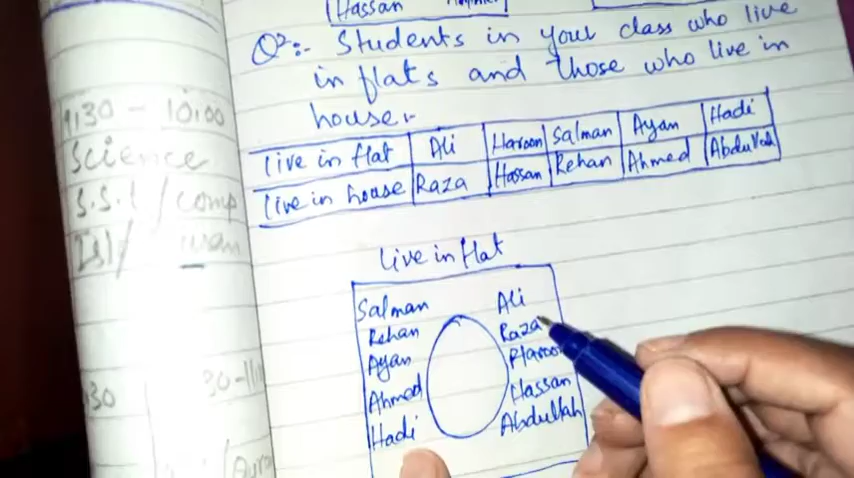 Hassan
Q2:- Students in your class who live
in flats and those who live in
house.
live in flat Ali Haroon Salman Ayan Hadi
live in house Raza Hassan Rehan Ahmed Abdullah
live in flat
Salman Ali
Rehan Raza
Ayan Haroon
Ahmed Hassan
Hadi Abdullah
9:30 - 10:00
Science
S.S.t / comp
Isl/
:30